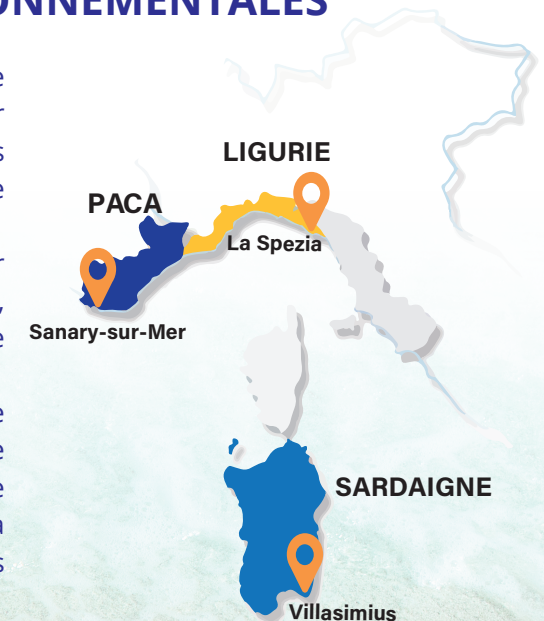 ONNEMENTALES
LIGURIE
PACA
La Spezia
Sanary-sur-Mer
SARDAIGNE
Villasimius